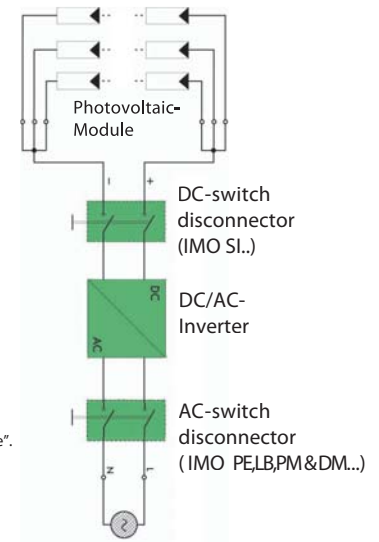 Photovoltaic-
Module
– +
DC-switch
disconnector
(IMO SI..)
DC
DC/AC-
Inverter
AC
e”.
AC-switch
disconnector
( IMO PE,LB,PM&DM...)
N L
~